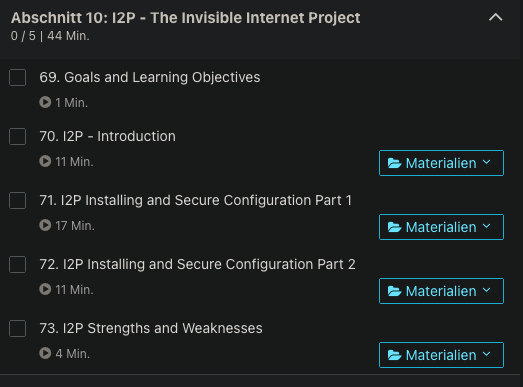 Abschnitt 10: I2P - The Invisible Internet Project
0 / 5 | 44 Min.
69. Goals and Learning Objectives
1 Min.
70. I2P - Introduction
11 Min.
Materialien
71. I2P Installing and Secure Configuration Part 1
17 Min.
Materialien
72. I2P Installing and Secure Configuration Part 2
11 Min.
Materialien
73. I2P Strengths and Weaknesses
4 Min.
Materialien